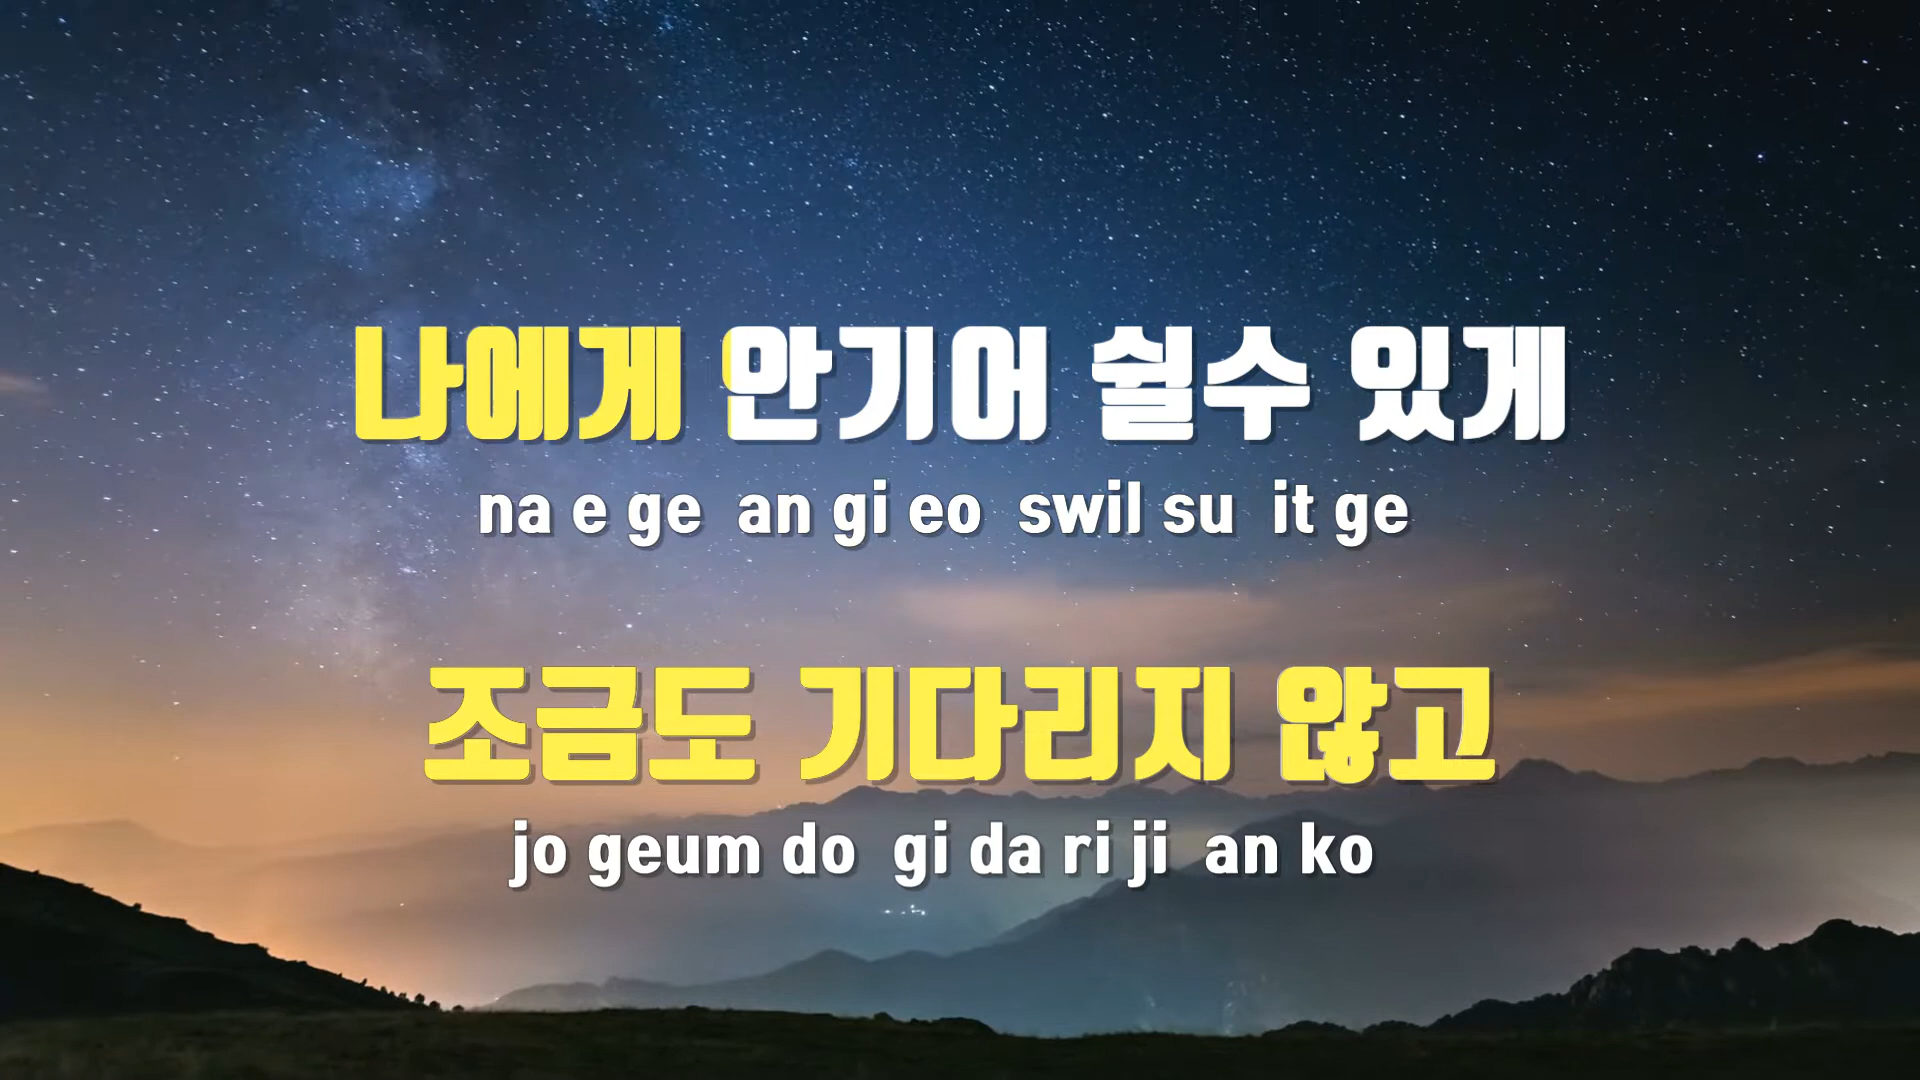 나에게 안기어 쉴수 있게
na e ge an gi eo swil su it ge
조금도 기다리지 않고
jo geum do gi da ri ji an ko